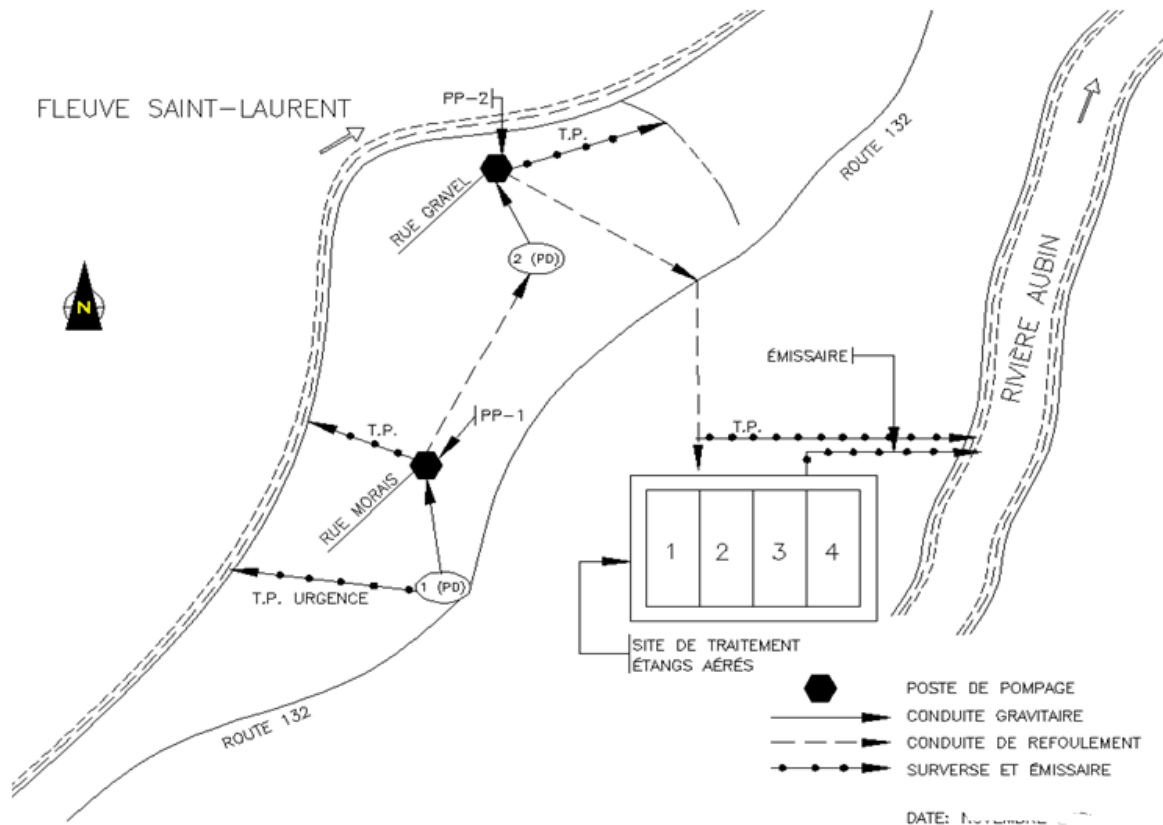 FLEUVE SAINT-LAURENT
PP-2
T.P.
ROUTE 132
RUE GRAVEL
2 (PD)
N
RIVIÈRE AUBIN
ÉMISSAIRE
PP-1
T.P.
T.P.
RUE MORAIS
1 2 3 4
1 (PD)
T.P. URGENCE
SITE DE TRAITEMENT
ÉTANGS AÉRÉS
ROUTE 132
POSTE DE POMPAGE
CONDUITE GRAVITAIRE
CONDUITE DE REFOULEMENT
SURVERSE ET ÉMISSAIRE
DATE: